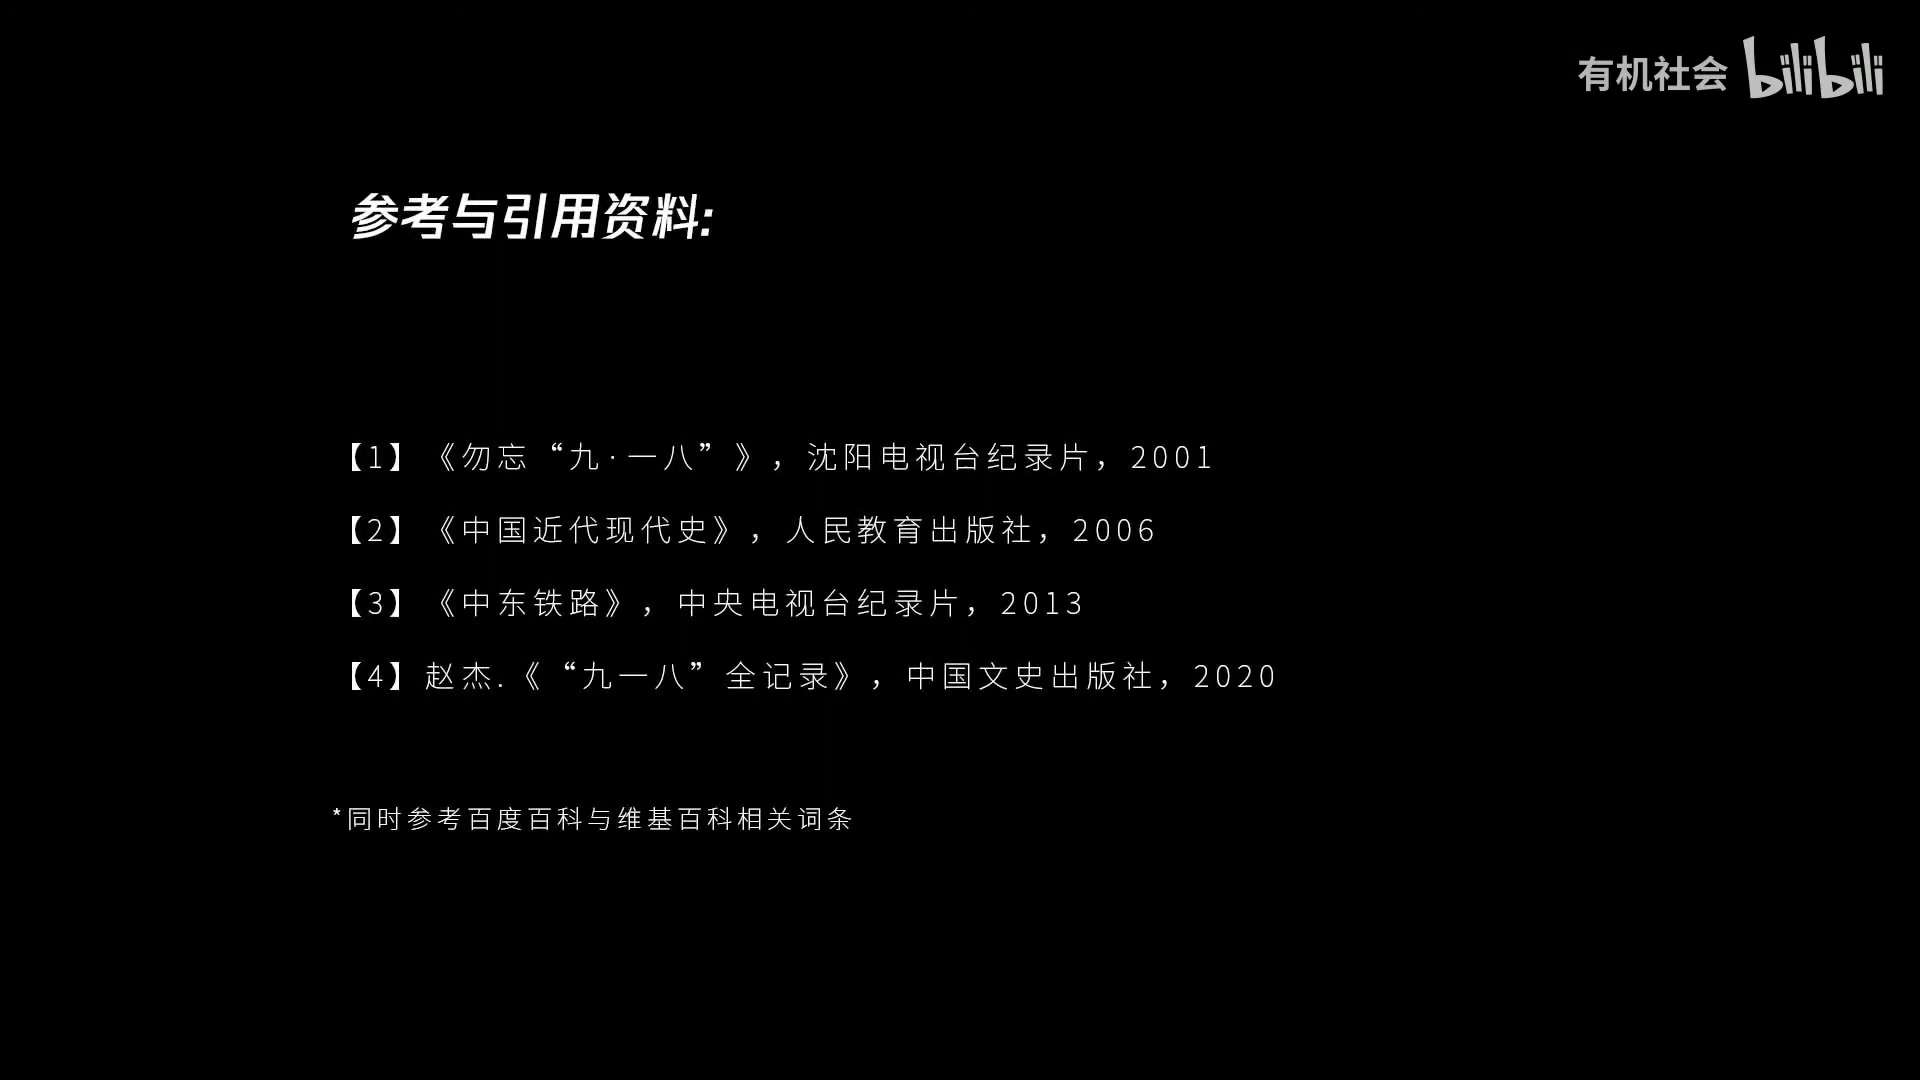 有机社会 bilibili
参考与引用资料:
【1】《勿忘“九·一八”》，沈阳电视台纪录片，2001
【2】《中国近代现代史》，人民教育出版社，2006
【3】《中东铁路》，中央电视台纪录片，2013
【4】赵杰.《“九一八”全记录》，中国文史出版社，2020
*同时参考百度百科与维基百科相关词条